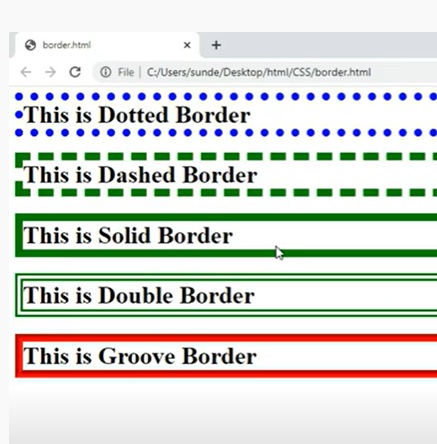 border.html
File | C:/Users/sunde/Desktop/html/CSS/border.html
This is Dotted Border
This is Dashed Border
This is Solid Border
This is Double Border
This is Groove Border